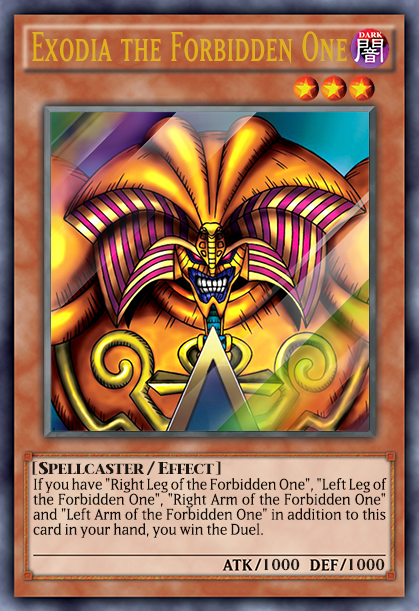 Exodia the Forbidden One
DARK
闇
[Spellcaster / Effect]
If you have "Right Leg of the Forbidden One", "Left Leg of
the Forbidden One", "Right Arm of the Forbidden One"
and "Left Arm of the Forbidden One" in addition to this
card in your hand, you win the Duel.
ATK/1000 DEF/1000